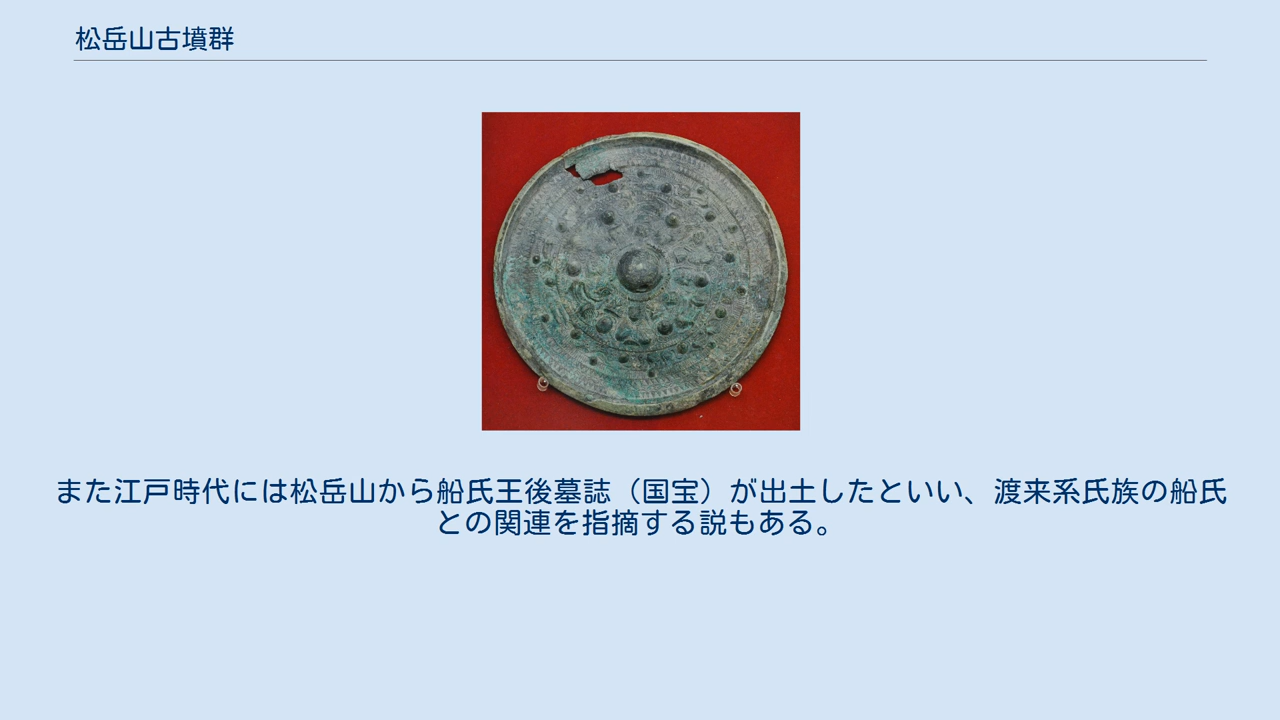 松岳山古墳群
また江戸時代には松岳山から船氏王後墓誌（国宝）が出土したといい、渡来系氏族の船氏
との関連を指摘する説もある。